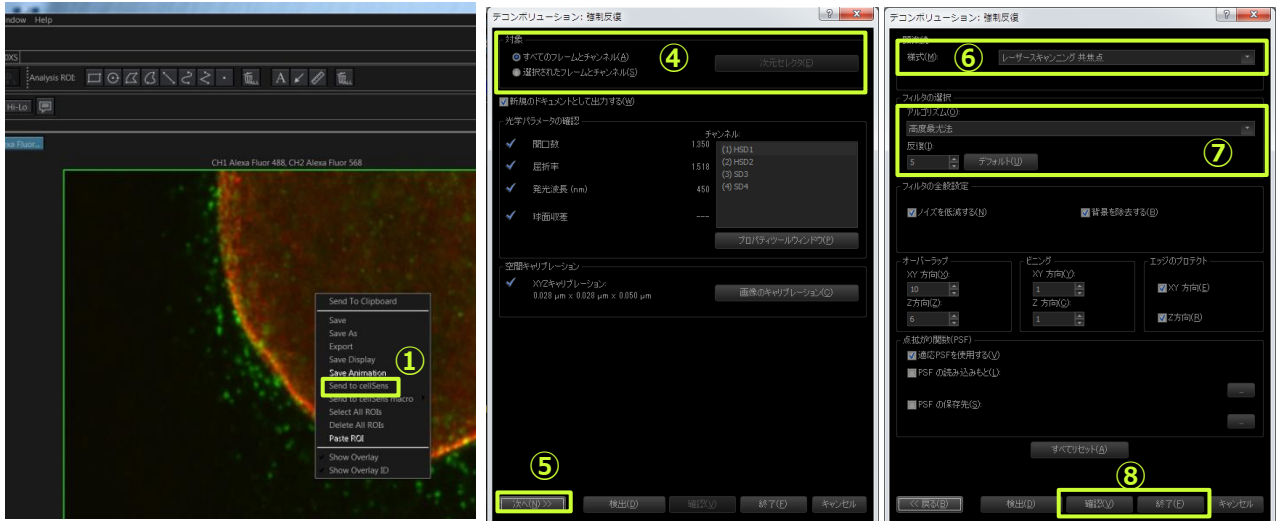 ndow Help
0XS
Analysis ROI:
A
Hi-Lo
xa Fluor...
CH1 Alexa Fluor 488, CH2 Alexa Fluor 568
Send To Clipboard
Save
Save As
Export
Save Display
①
Save Animation
Send to cellSens
Send to cellSens macro
Select All ROIs
Delete All ROIs
Paste ROI
Show Overlay
Show Overlay ID
デコンボリューション: 強制反復
対象
④
すべてのフレームとチャンネル(A)
選択されたフレームとチャンネル(S)
次元セレクタ(E)
新規のドキュメントとして出力する(W)
光学パラメータの確認
チャンネル:
開口数 1.350
屈折率 1.518
発光波長 (nm) 450
球面収差 ---
(1) HSD1
(2) HSD2
(3) SD3
(4) SD4
プロパティツールウィンドウ(P)
空間キャリブレーション
XYZキャリブレーション:
0.028 µm x 0.028 µm x 0.050 µm
画像のキャリブレーション(C)
⑤
次へ(N) >> 検出(D) 確認(V) 終了(F) キャンセル
デコンボリューション: 強制反復
顕微鏡
様式(M): ⑥ レーザースキャンニング 共焦点
フィルタの選択
アルゴリズム(O):
高度最尤法
反復(I):
5 デフォルト(U)
⑦
フィルタの全般設定
ノイズを低減する(N) 背景を除去する(B)
オーバーラップ
XY 方向(X):
10
Z方向(Z):
6
ビニング
XY 方向(Y):
1
Z 方向(C):
1
エッジのプロテクト
XY 方向(E)
Z方向(R)
点拡がり関数(PSF)
適応PSFを使用する(V)
PSF の読み込みもと(L):
...
PSF の保存先(S):
...
すべてリセット(A)
⑧
<< 戻る(B) 検出(D) 確認(V) 終了(F) キャンセル